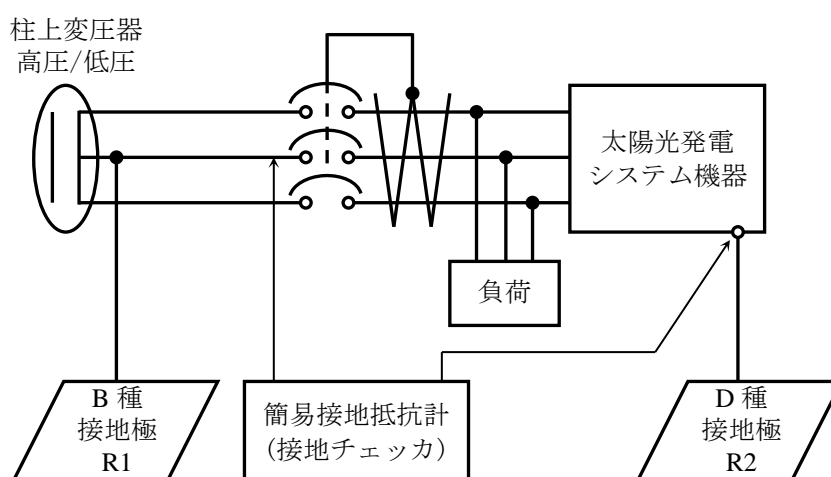 柱上変圧器
高圧/低圧
太陽光発電
システム機器
負荷
B 種
接地極
R1
簡易接地抵抗計
(接地チェッカ)
D 種
接地極
R2